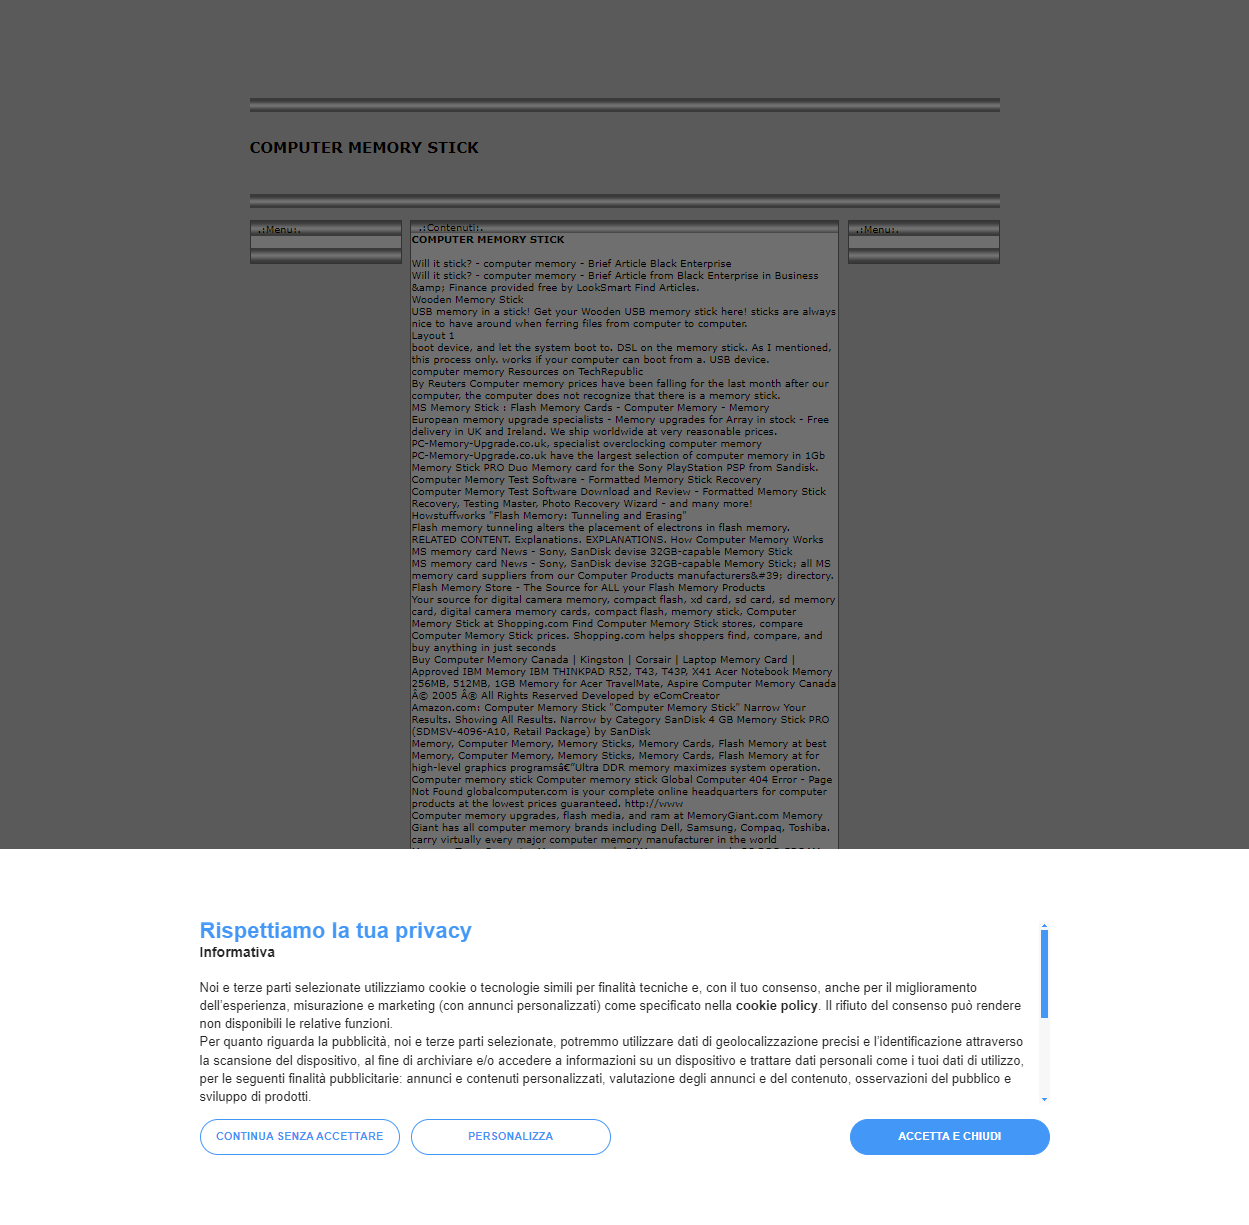 COMPUTER MEMORY STICK
.:Menu:.
.:Contenuti:.
.:Menu:.
COMPUTER MEMORY STICK
Will it stick? - computer memory - Brief Article Black Enterprise
Will it stick? - computer memory - Brief Article from Black Enterprise in Business
&amp; Finance provided free by LookSmart Find Articles.
Wooden Memory Stick
USB memory in a stick! Get your Wooden USB memory stick here! sticks are always
nice to have around when ferring files from computer to computer.
Layout 1
boot device, and let the system boot to. DSL on the memory stick. As I mentioned,
this process only. works if your computer can boot from a. USB device.
computer memory Resources on TechRepublic
By Reuters Computer memory prices have been falling for the last month after our
computer, the computer does not recognize that there is a memory stick.
MS Memory Stick : Flash Memory Cards - Computer Memory - Memory
European memory upgrade specialists - Memory upgrades for Array in stock - Free
delivery in UK and Ireland. We ship worldwide at very reasonable prices.
PC-Memory-Upgrade.co.uk, specialist overclocking computer memory
PC-Memory-Upgrade.co.uk have the largest selection of computer memory in 1Gb
Memory Stick PRO Duo Memory card for the Sony PlayStation PSP from Sandisk.
Computer Memory Test Software - Formatted Memory Stick Recovery
Computer Memory Test Software Download and Review - Formatted Memory Stick
Recovery, Testing Master, Photo Recovery Wizard - and many more!
Howstuffworks "Flash Memory: Tunneling and Erasing"
Flash memory tunneling alters the placement of electrons in flash memory.
RELATED CONTENT. Explanations. EXPLANATIONS. How Computer Memory Works
MS memory card News - Sony, SanDisk devise 32GB-capable Memory Stick
MS memory card News - Sony, SanDisk devise 32GB-capable Memory Stick; all MS
memory card suppliers from our Computer Products manufacturers&#39; directory.
Flash Memory Store - The Source for ALL your Flash Memory Products
Your source for digital camera memory, compact flash, xd card, sd card, sd memory
card, digital camera memory cards, compact flash, memory stick, Computer
Memory Stick at Shopping.com Find Computer Memory Stick stores, compare
Computer Memory Stick prices. Shopping.com helps shoppers find, compare, and
buy anything in just seconds
Buy Computer Memory Canada | Kingston | Corsair | Laptop Memory Card |
Approved IBM Memory IBM THINKPAD R52, T43, T43P, X41 Acer Notebook Memory
256MB, 512MB, 1GB Memory for Acer TravelMate, Aspire Computer Memory Canada
Â© 2005 Â® All Rights Reserved Developed by eComCreator
Amazon.com: Computer Memory Stick "Computer Memory Stick" Narrow Your
Results. Showing All Results. Narrow by Category SanDisk 4 GB Memory Stick PRO
(SDMSV-4096-A10, Retail Package) by SanDisk
Memory, Computer Memory, Memory Sticks, Memory Cards, Flash Memory at best
Memory, Computer Memory, Memory Sticks, Memory Cards, Flash Memory at for
high-level graphics programsâ€"Ultra DDR memory maximizes system operation.
Computer memory stick Computer memory stick Global Computer 404 Error - Page
Not Found globalcomputer.com is your complete online headquarters for computer
products at the lowest prices guaranteed. http://www
Computer memory upgrades, flash media, and ram at MemoryGiant.com Memory
Giant has all computer memory brands including Dell, Samsung, Compaq, Toshiba.
carry virtually every major computer memory manufacturer in the world
Rispettiamo la tua privacy
Informativa
Noi e terze parti selezionate utilizziamo cookie o tecnologie simili per finalità tecniche e, con il tuo consenso, anche per il miglioramento
dell'esperienza, misurazione e marketing (con annunci personalizzati) come specificato nella cookie policy. Il rifiuto del consenso può rendere
non disponibili le relative funzioni.
Per quanto riguarda la pubblicità, noi e terze parti selezionate, potremmo utilizzare dati di geolocalizzazione precisi e l'identificazione attraverso
la scansione del dispositivo, al fine di archiviare e/o accedere a informazioni su un dispositivo e trattare dati personali come i tuoi dati di utilizzo,
per le seguenti finalità pubblicitarie: annunci e contenuti personalizzati, valutazione degli annunci e del contenuto, osservazioni del pubblico e
sviluppo di prodotti.
CONTINUA SENZA ACCETTARE
PERSONALIZZA
ACCETTA E CHIUDI